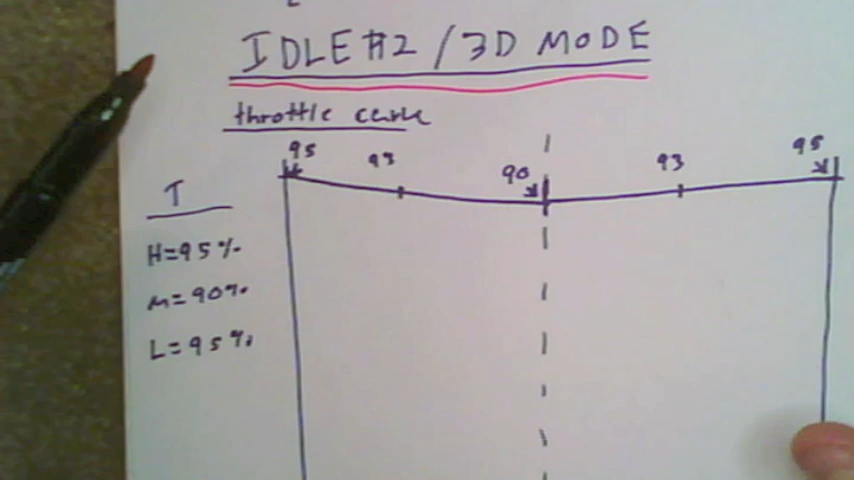 IDLE #2 / 3D MODE
throttle curve
95 93 90 93 95
T
H=95%
M=90%
L=95%